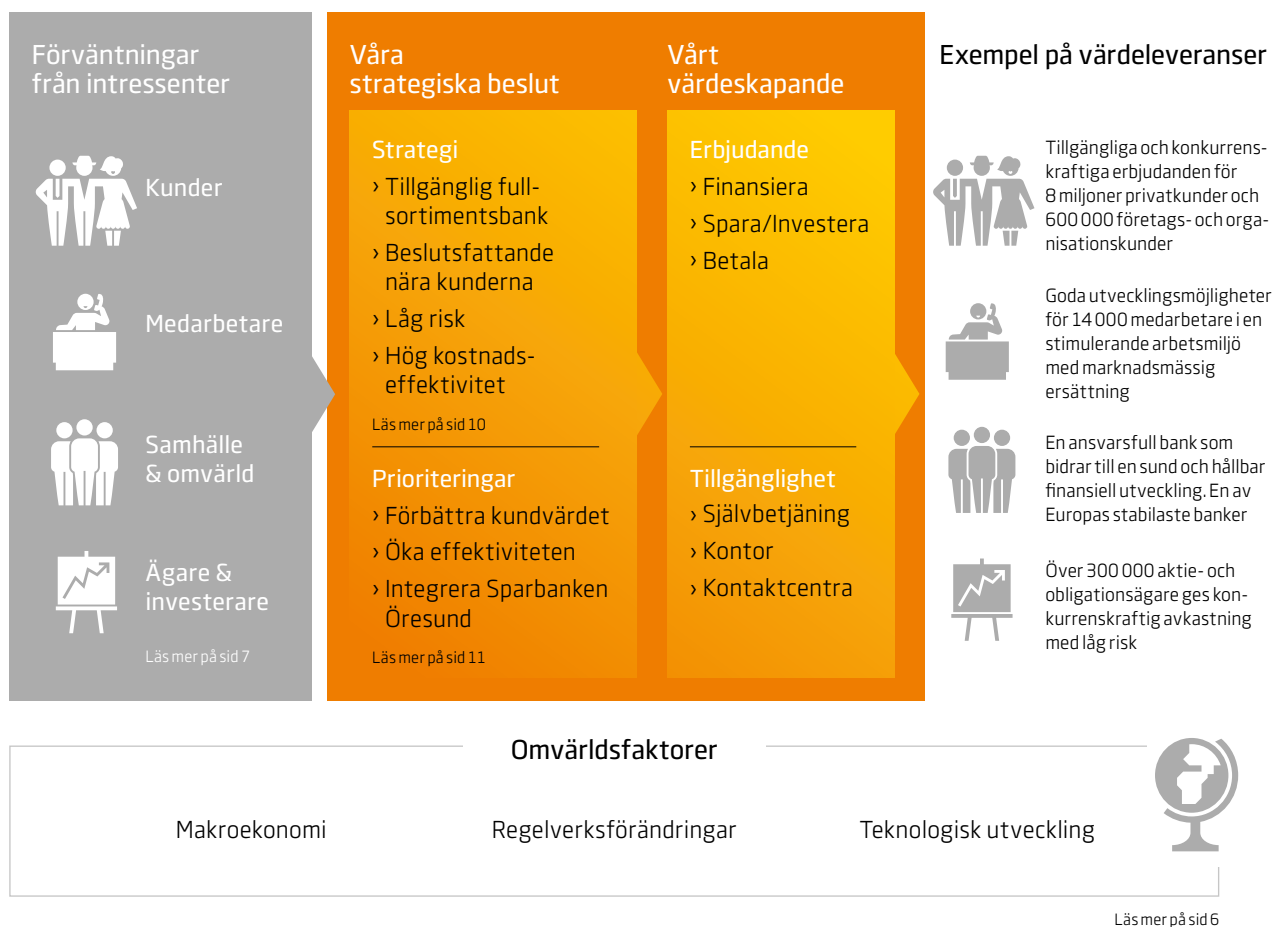 Förväntningar
från intressenter
Kunder
Medarbetare
Samhälle
& omvärld
Ägare &
investerare
Läs mer på sid 7
Våra
strategiska beslut
Strategi
› Tillgänglig full-
sortimentsbank
› Beslutsfattande
nära kunderna
› Låg risk
› Hög kostnads-
effektivitet
Läs mer på sid 10
Prioriteringar
› Förbättra kundvärdet
› Öka effektiviteten
› Integrera Sparbanken
Öresund
Läs mer på sid 11
Vårt
värdeskapande
Erbjudande
› Finansiera
› Spara/Investera
› Betala
Tillgänglighet
› Självbetjäning
› Kontor
› Kontaktcentra
Exempel på värdeleveranser
Tillgängliga och konkurrens-
kraftiga erbjudanden för
8 miljoner privatkunder och
600 000 företags- och orga-
nisationskunder
Goda utvecklingsmöjligheter
för 14 000 medarbetare i en
stimulerande arbetsmiljö
med marknadsmässig
ersättning
En ansvarsfull bank som
bidrar till en sund och hållbar
finansiell utveckling. En av
Europas stabilaste banker
Över 300 000 aktie- och
obligationsägare ges kon-
kurrenskraftig avkastning
med låg risk
Omvärldsfaktorer
Makroekonomi
Regelverksförändringar
Teknologisk utveckling
Läs mer på sid 6